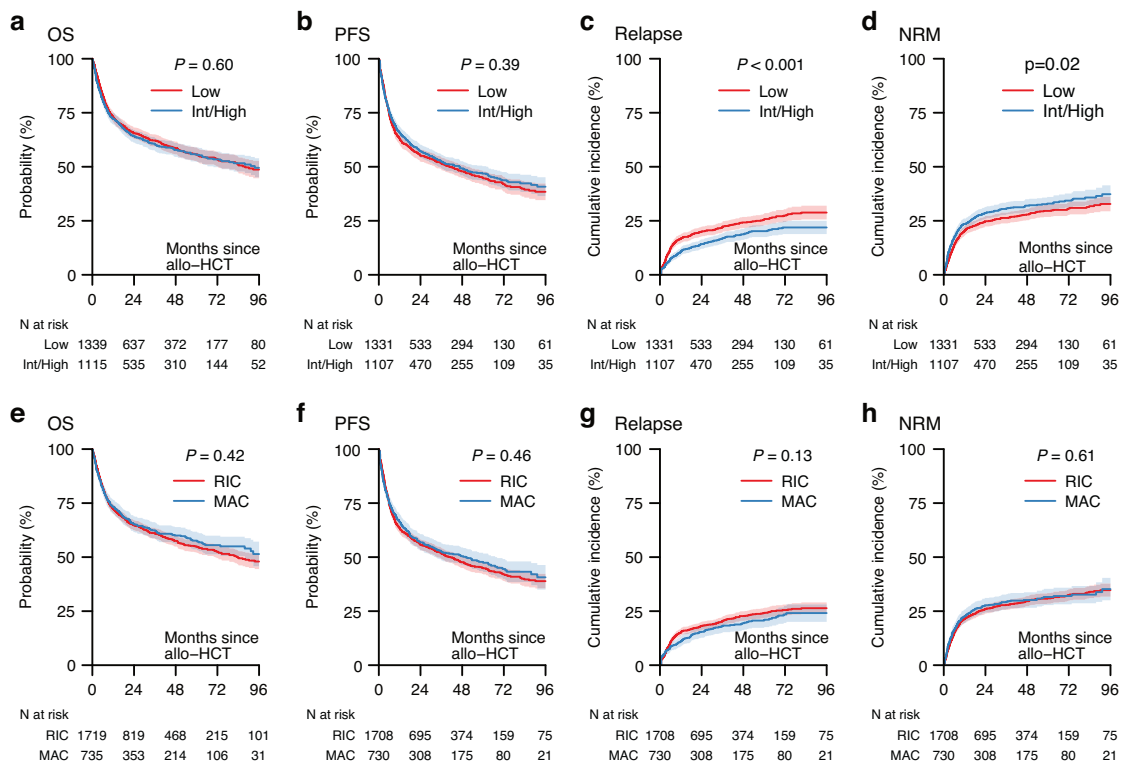 a OS
P = 0.60
Low
Int/High
Probability (%)
100
75
50
25
0
Months since
allo-HCT
0 24 48 72 96
N at risk
Low 1339 637 372 177 80
Int/High 1115 535 310 144 52
b PFS
P = 0.39
Low
Int/High
Probability (%)
100
75
50
25
0
Months since
allo-HCT
0 24 48 72 96
N at risk
Low 1331 533 294 130 61
Int/High 1107 470 255 109 35
c Relapse
P < 0.001
Low
Int/High
Cumulative incidence (%)
100
75
50
25
0
Months since
allo-HCT
0 24 48 72 96
N at risk
Low 1331 533 294 130 61
Int/High 1107 470 255 109 35
d NRM
p=0.02
Low
Int/High
Cumulative incidence (%)
100
75
50
25
0
Months since
allo-HCT
0 24 48 72 96
N at risk
Low 1331 533 294 130 61
Int/High 1107 470 255 109 35
e OS
P = 0.42
RIC
MAC
Probability (%)
100
75
50
25
0
Months since
allo-HCT
0 24 48 72 96
N at risk
RIC 1719 819 468 215 101
MAC 735 353 214 106 31
f PFS
P = 0.46
RIC
MAC
Probability (%)
100
75
50
25
0
Months since
allo-HCT
0 24 48 72 96
N at risk
RIC 1708 695 374 159 75
MAC 730 308 175 80 21
g Relapse
P = 0.13
RIC
MAC
Cumulative incidence (%)
100
75
50
25
0
Months since
allo-HCT
0 24 48 72 96
N at risk
RIC 1708 695 374 159 75
MAC 730 308 175 80 21
h NRM
P = 0.61
RIC
MAC
Cumulative incidence (%)
100
75
50
25
0
Months since
allo-HCT
0 24 48 72 96
N at risk
RIC 1708 695 374 159 75
MAC 730 308 175 80 21